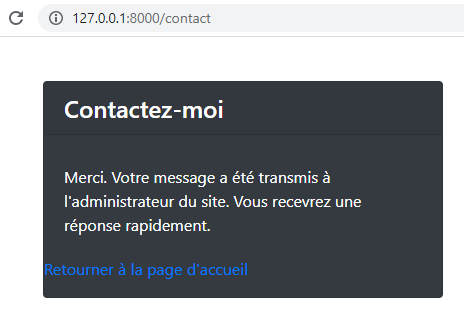 127.0.0.1:8000/contact
Contactez-moi
Merci. Votre message a été transmis à
l'administrateur du site. Vous recevrez une
réponse rapidement.
Retourner à la page d'accueil